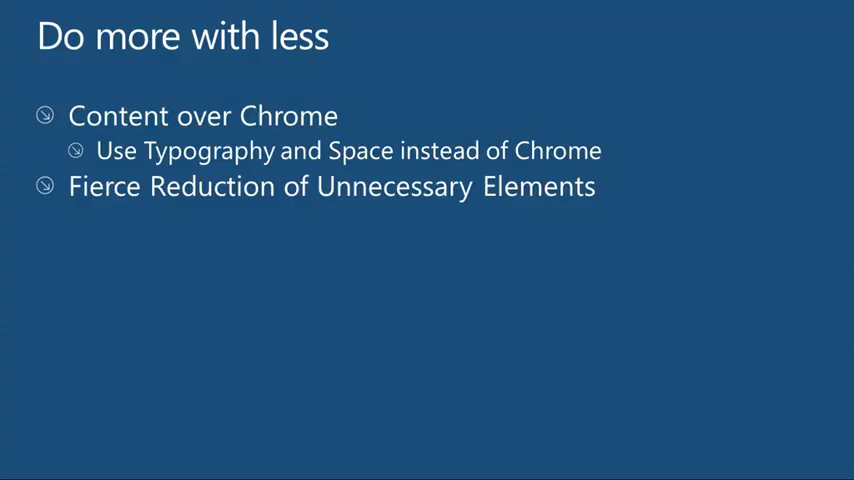 Do more with less
Content over Chrome
Use Typography and Space instead of Chrome
Fierce Reduction of Unnecessary Elements